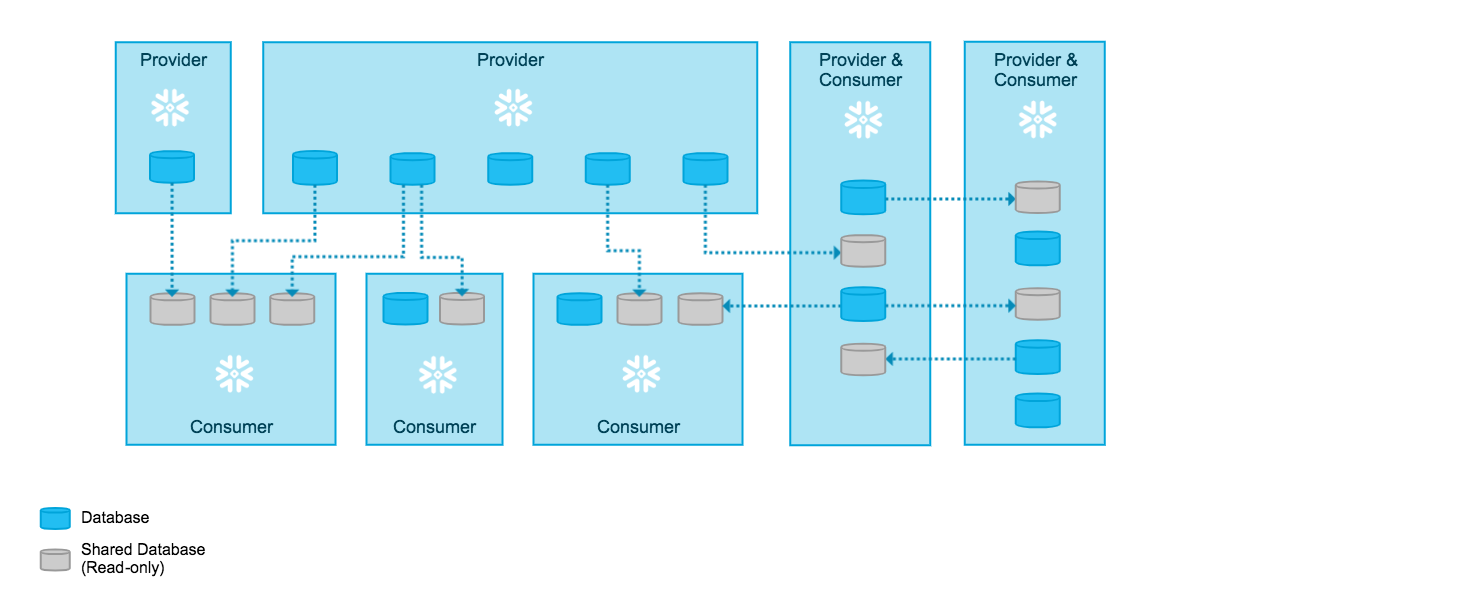 Provider
Provider
Provider &
Consumer
Provider &
Consumer
Consumer
Consumer
Consumer
Database
Shared Database
(Read-only)